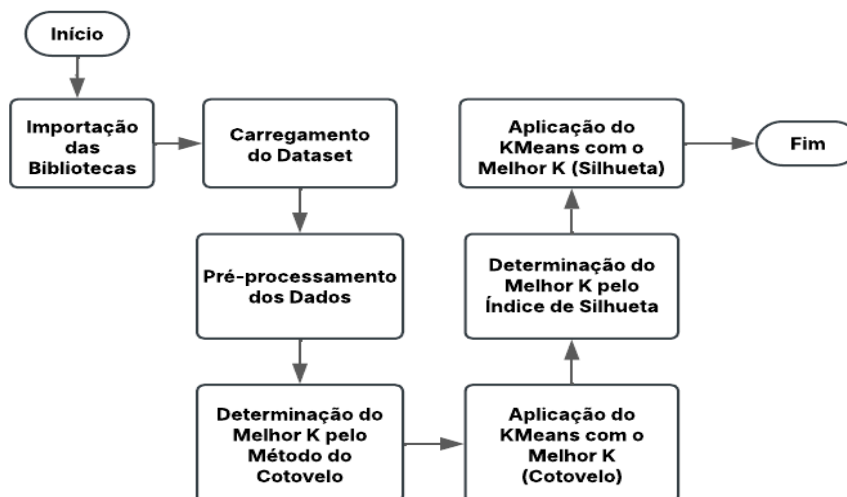 Início
Importação
das
Bibliotecas
Carregamento
do Dataset
Pré-processamento
dos Dados
Determinação do
Melhor K pelo
Método do
Cotovelo
Aplicação do
KMeans com o
Melhor K
(Cotovelo)
Determinação do
Melhor K pelo
Índice de Silhueta
Aplicação do
KMeans com o
Melhor K (Silhueta)
Fim